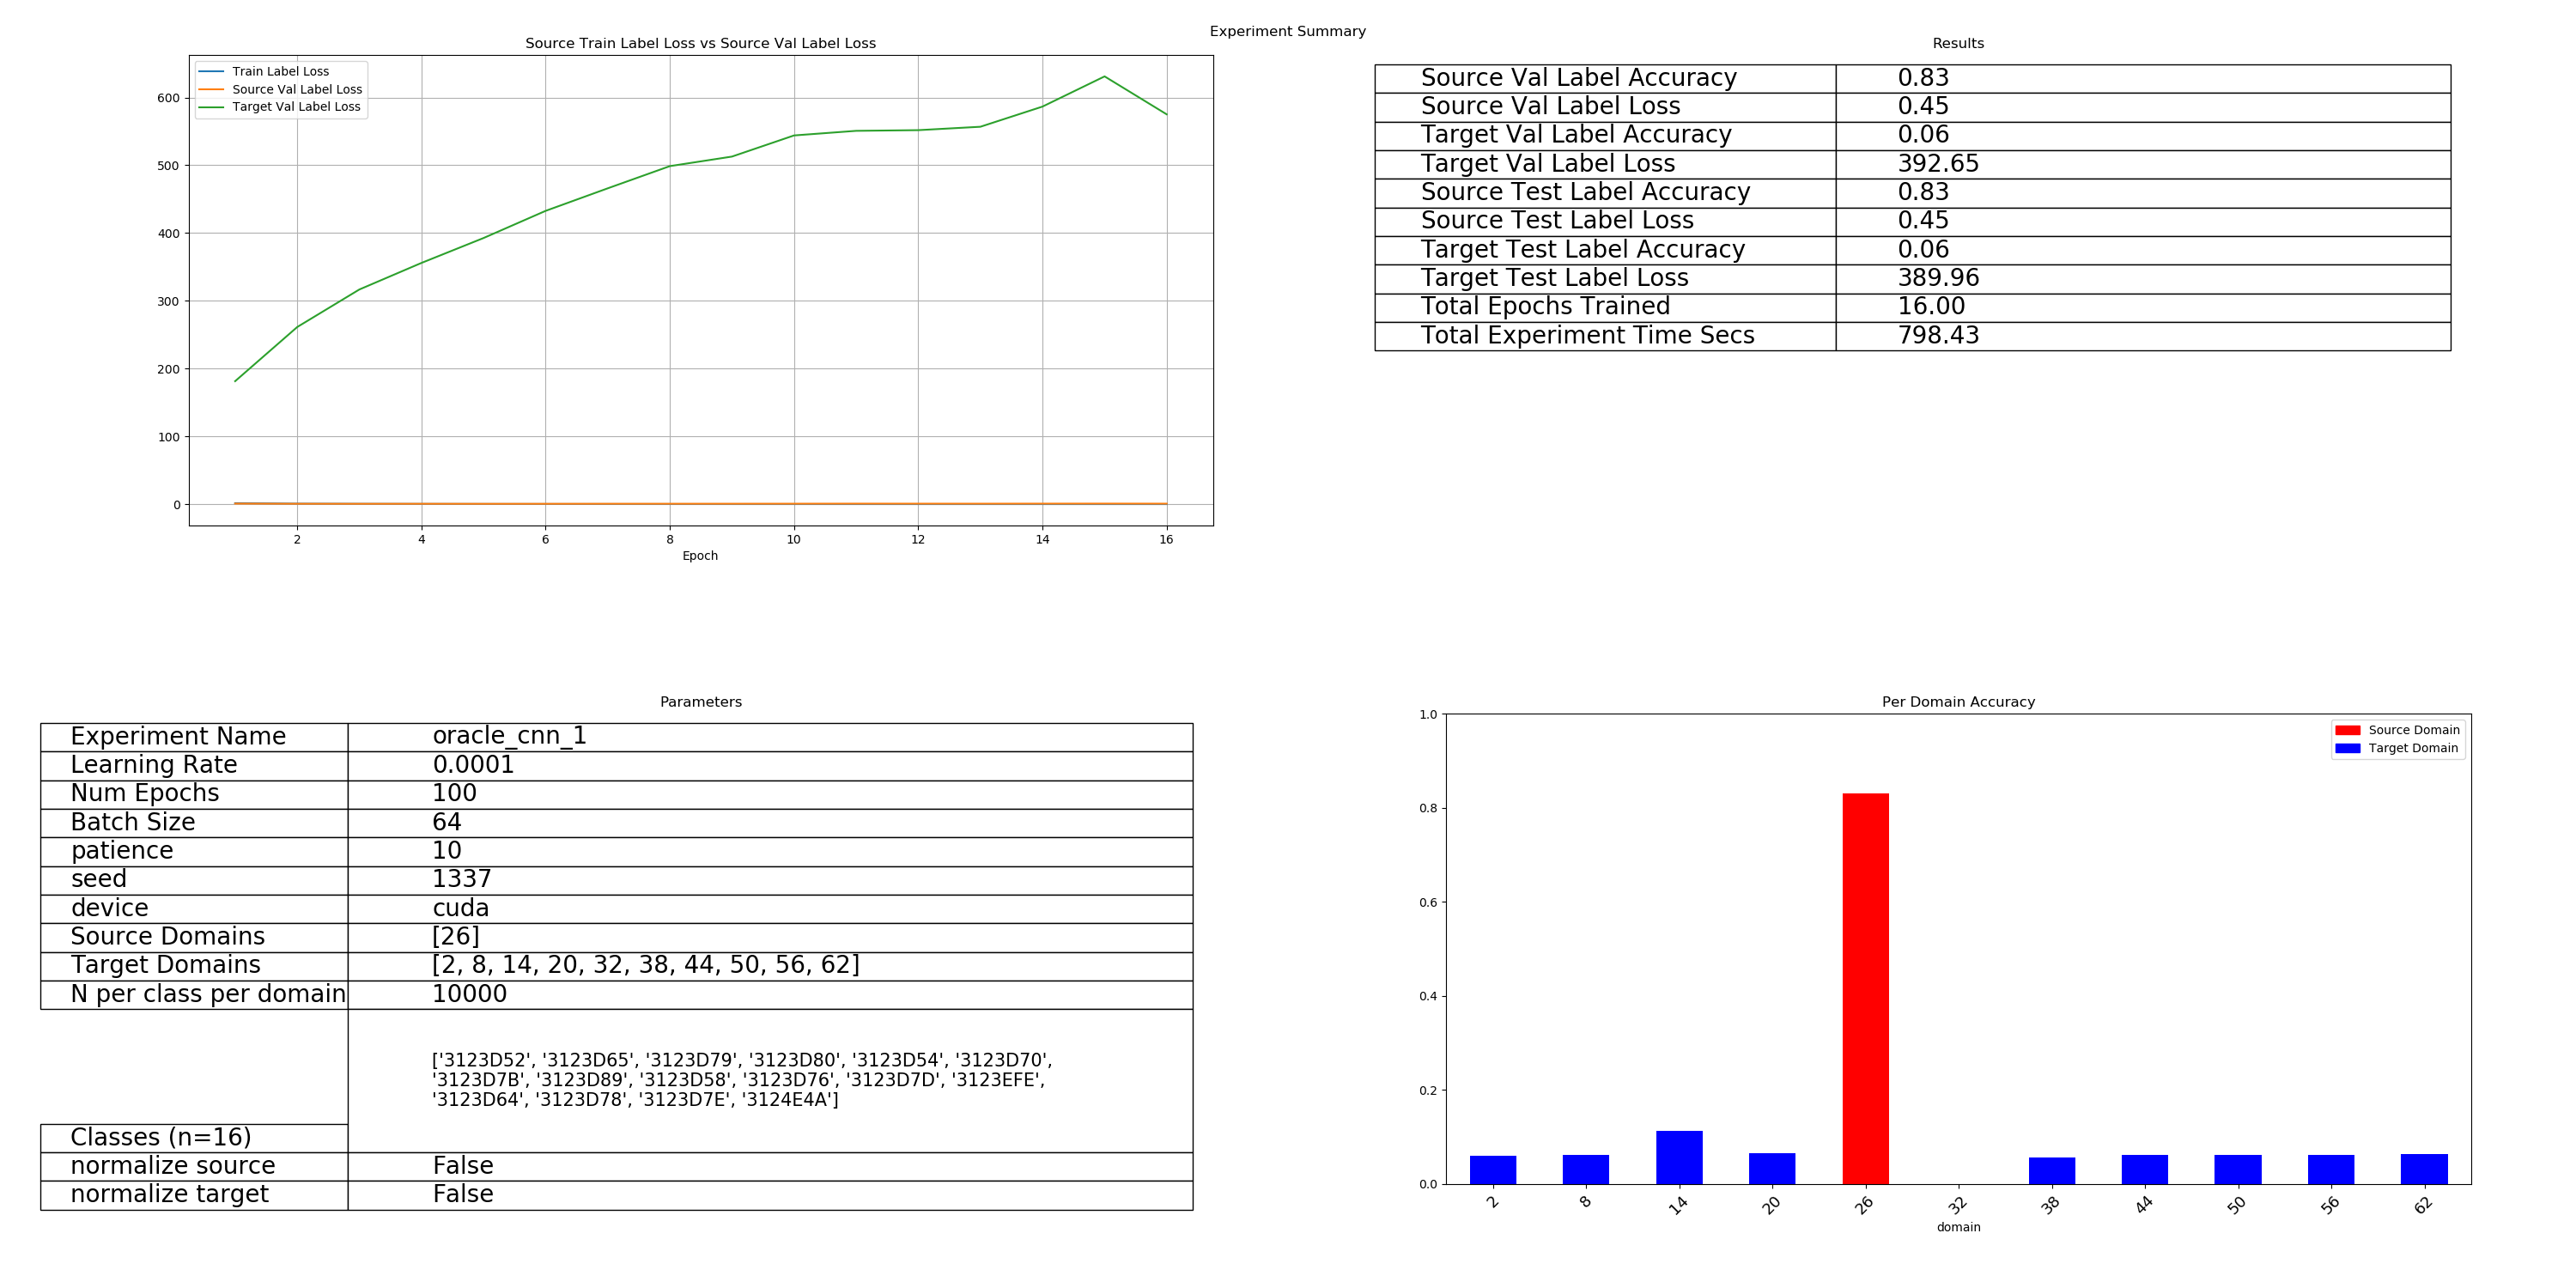 Experiment Summary
Source Train Label Loss vs Source Val Label Loss
Train Label Loss
Source Val Label Loss
Target Val Label Loss
600
500
400
300
200
100
0
2 4 6 8 10 12 14 16
Epoch
Results
Source Val Label Accuracy 0.83
Source Val Label Loss 0.45
Target Val Label Accuracy 0.06
Target Val Label Loss 392.65
Source Test Label Accuracy 0.83
Source Test Label Loss 0.45
Target Test Label Accuracy 0.06
Target Test Label Loss 389.96
Total Epochs Trained 16.00
Total Experiment Time Secs 798.43
Parameters
Experiment Name oracle_cnn_1
Learning Rate 0.0001
Num Epochs 100
Batch Size 64
patience 10
seed 1337
device cuda
Source Domains [26]
Target Domains [2, 8, 14, 20, 32, 38, 44, 50, 56, 62]
N per class per domain 10000
['3123D52', '3123D65', '3123D79', '3123D80', '3123D54', '3123D70',
'3123D7B', '3123D89', '3123D58', '3123D76', '3123D7D', '3123EFE',
'3123D64', '3123D78', '3123D7E', '3124E4A']
Classes (n=16)
normalize source False
normalize target False
Per Domain Accuracy
Source Domain
Target Domain
1.0
0.8
0.6
0.4
0.2
0.0
2 8 14 20 26 32 38 44 50 56 62
domain